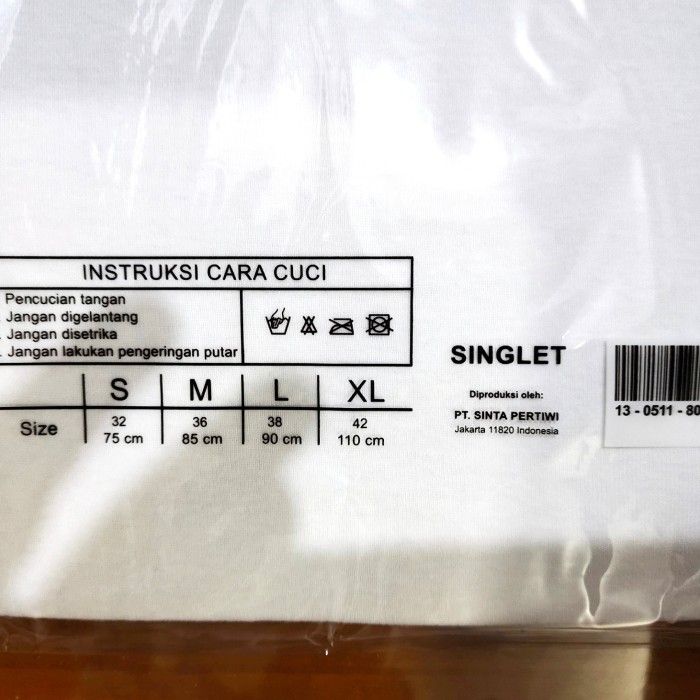 INSTRUKSI CARA CUCI
Pencucian tangan
Jangan digelantang
Jangan disetrika
Jangan lakukan pengeringan putar
S M L XL
Size 32 36 38 42
75 cm 85 cm 90 cm 110 cm
SINGLET
Diproduksi oleh:
PT. SINTA PERTIWI
Jakarta 11820 Indonesia
13 - 0511 - 80